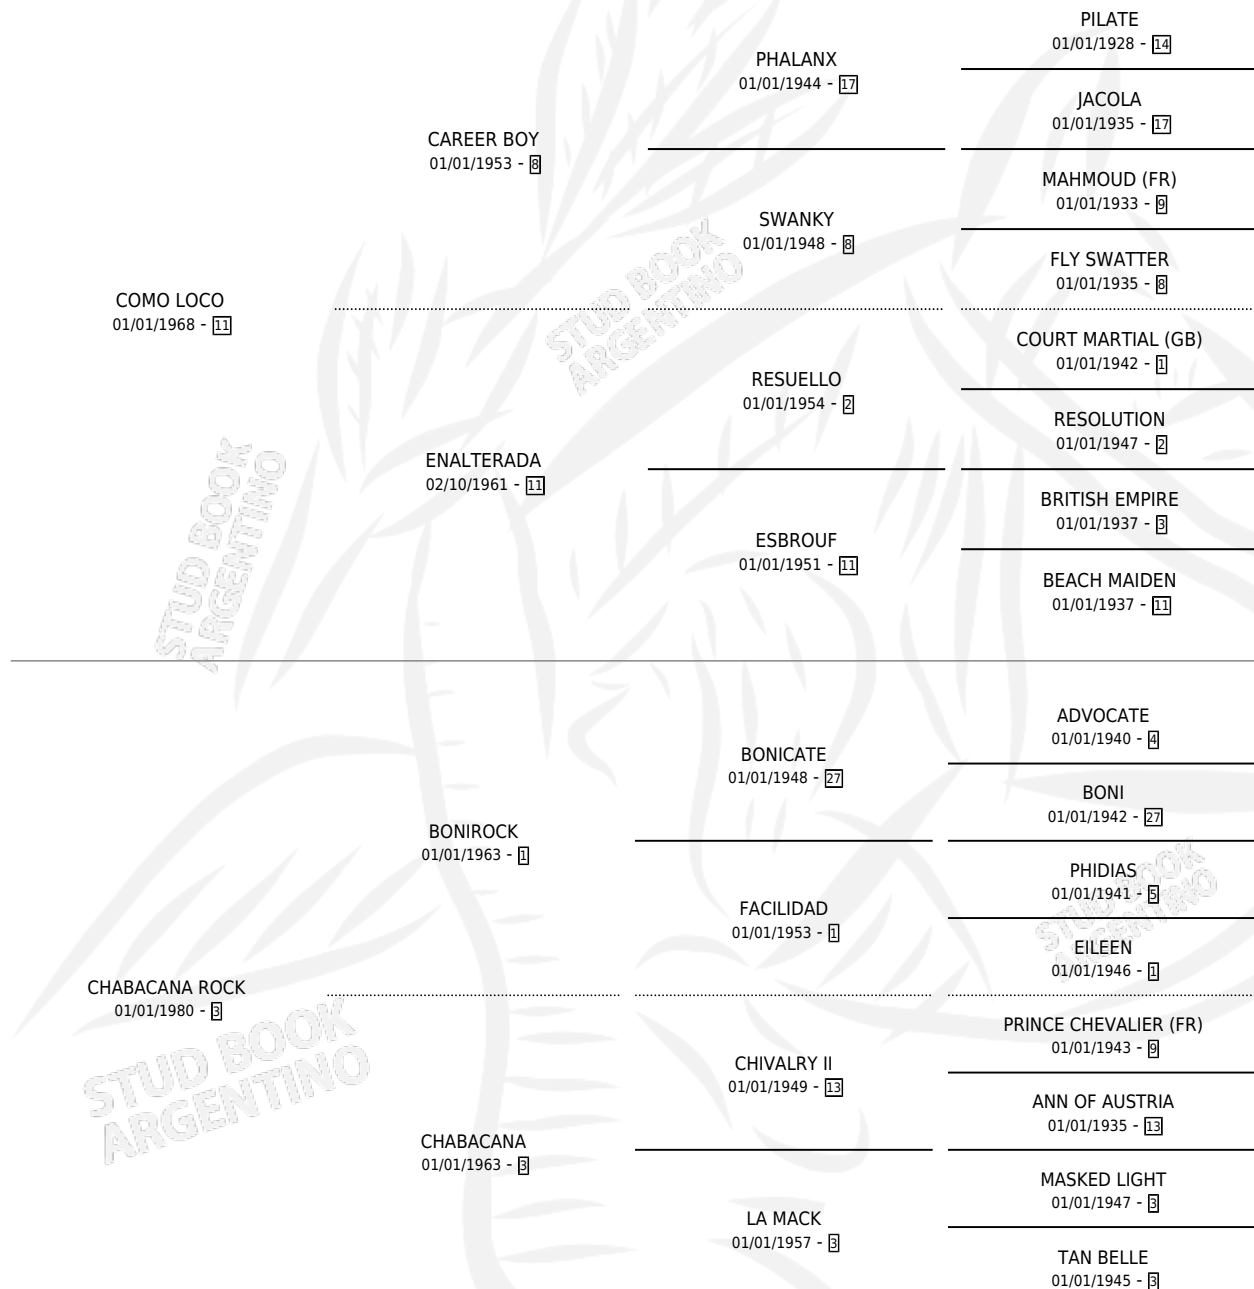 PILATE
01/01/1928 - 14
PHALANX
01/01/1944 - 17
JACOLA
01/01/1935 - 17
CAREER BOY
01/01/1953 - 8
MAHMOUD (FR)
01/01/1933 - 9
SWANKY
01/01/1948 - 8
FLY SWATTER
01/01/1935 - 8
COMO LOCO
01/01/1968 - 11
COURT MARTIAL (GB)
01/01/1942 - 1
RESUELLO
01/01/1954 - 2
RESOLUTION
01/01/1947 - 2
ENALTERADA
02/10/1961 - 11
BRITISH EMPIRE
01/01/1937 - 3
ESBROUF
01/01/1951 - 11
BEACH MAIDEN
01/01/1937 - 11
ADVOCATE
01/01/1940 - 4
BONICATE
01/01/1948 - 27
BONI
01/01/1942 - 27
BONIROCK
01/01/1963 - 1
PHIDIAS
01/01/1941 - 5
FACILIDAD
01/01/1953 - 1
EILEEN
01/01/1946 - 1
CHABACANA ROCK
01/01/1980 - 3
PRINCE CHEVALIER (FR)
01/01/1943 - 9
CHIVALRY II
01/01/1949 - 13
ANN OF AUSTRIA
01/01/1935 - 13
CHABACANA
01/01/1963 - 3
MASKED LIGHT
01/01/1947 - 3
LA MACK
01/01/1957 - 3
TAN BELLE
01/01/1945 - 3
STUD BOOK
ARGENTINO
STUD BOOK
ARGENTINO
STUD BOOK
ARGENTINO
STUD BOOK
ARGENTINO